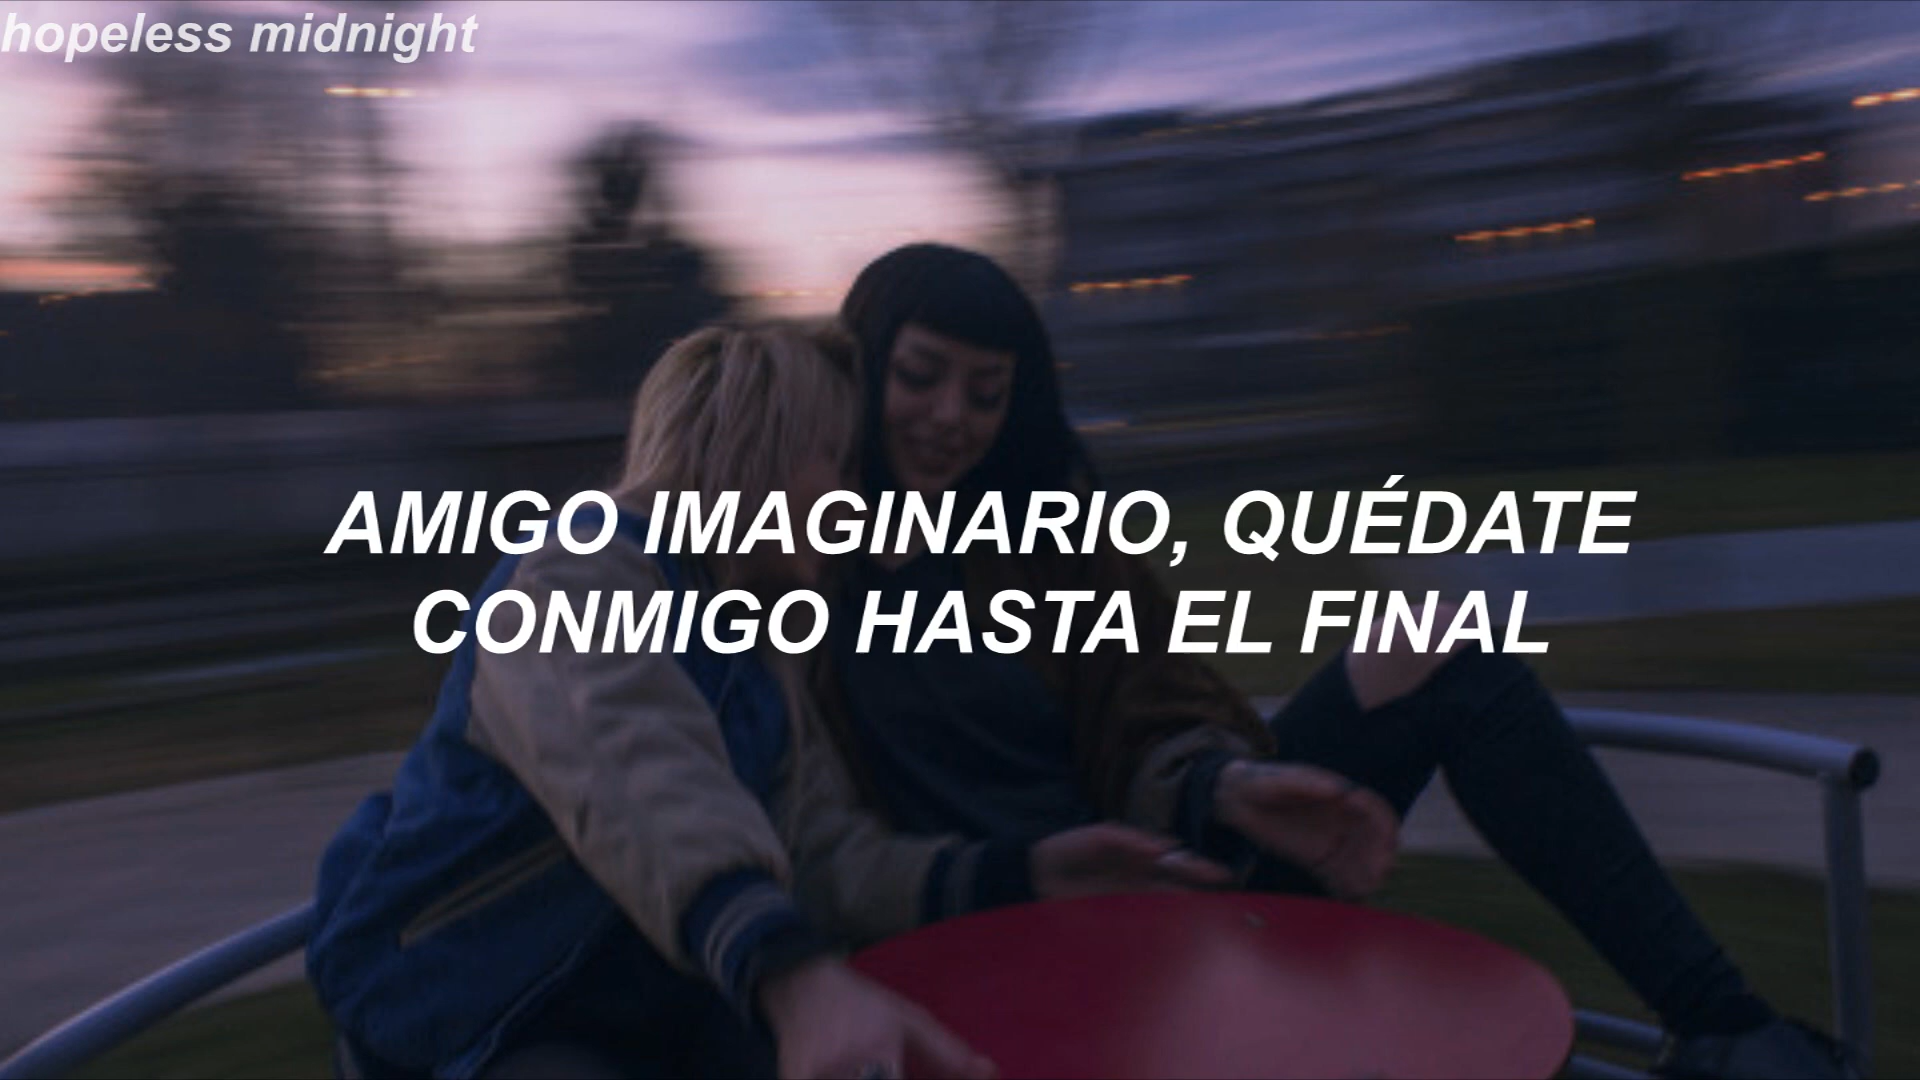 hopeless midnight
AMIGO IMAGINARIO, QUÉDATE
CONMIGO HASTA EL FINAL